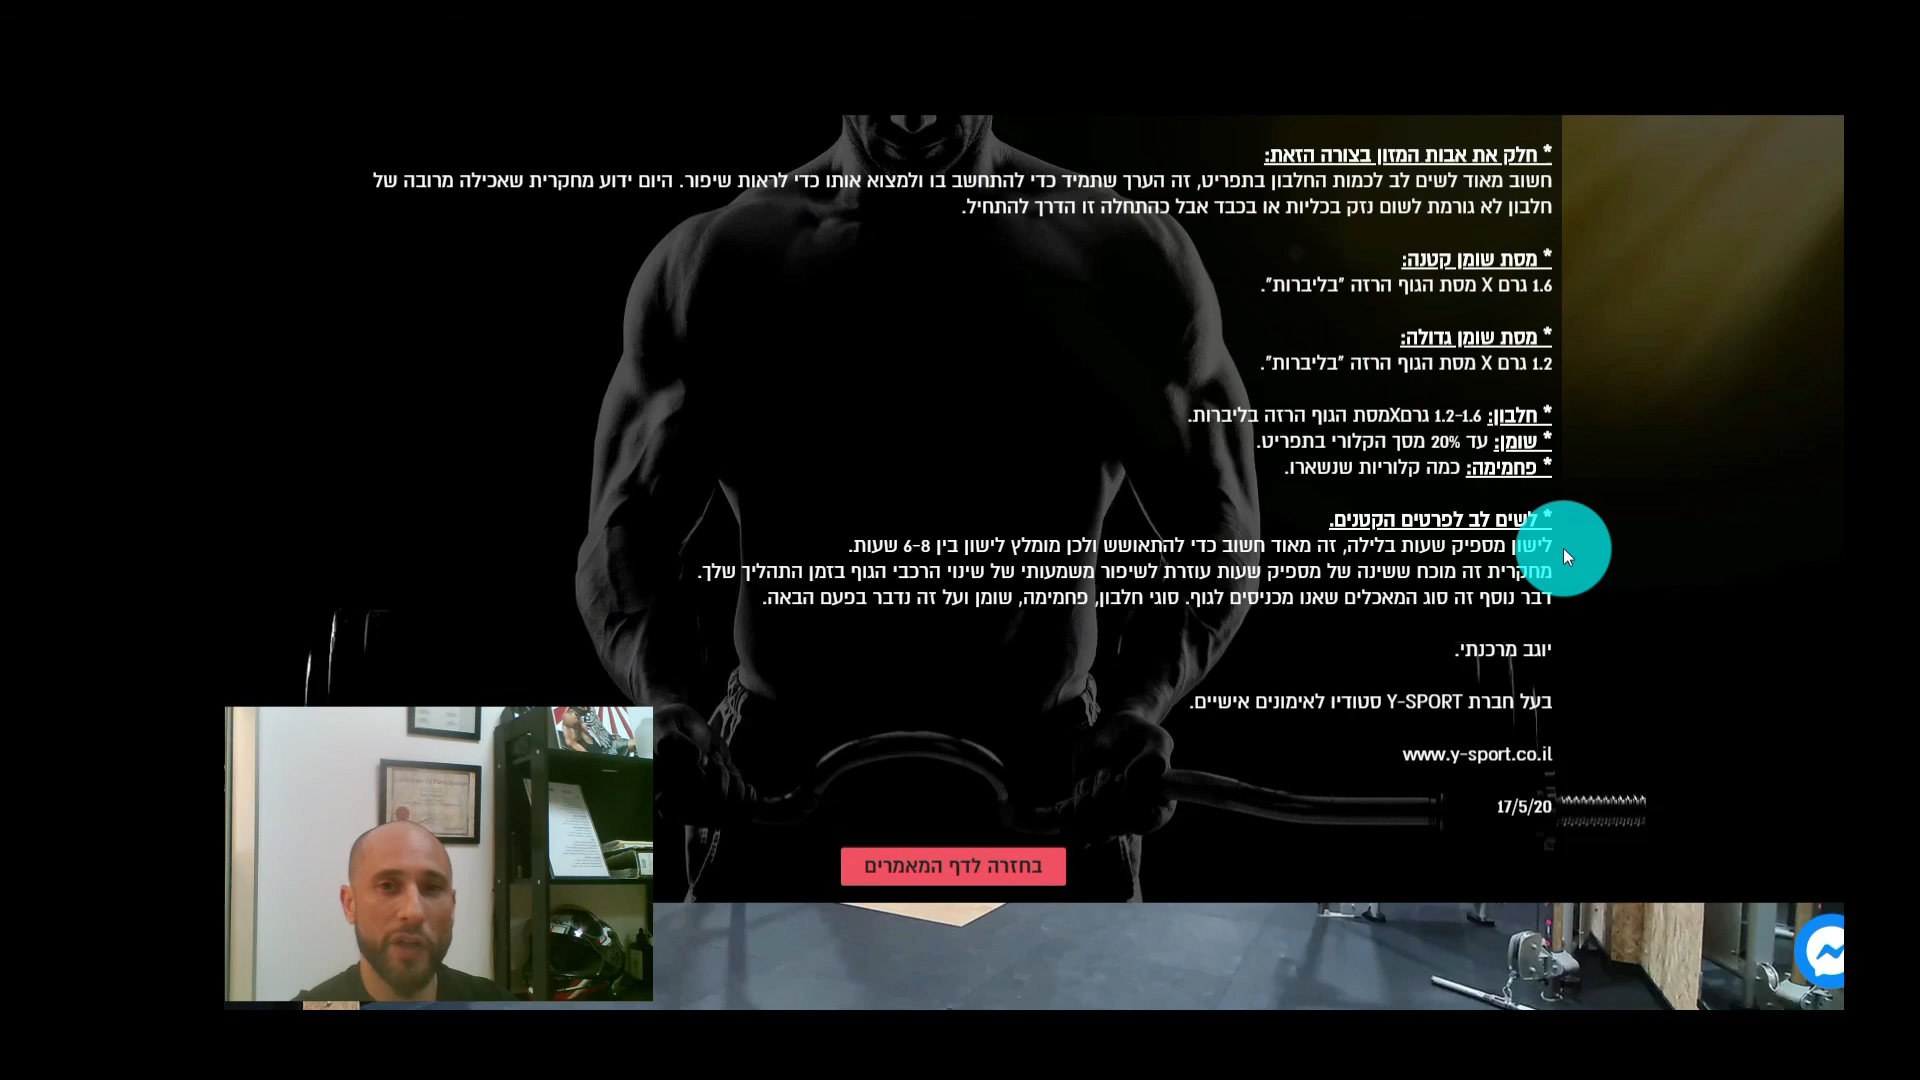 * חלק את אבות המזון בצורה הזאת:
חשוב מאוד לשים לב לכמות החלבון בתפריט, זה הערך שתמיד כדי להתחשב בו ולמצוא אותו כדי לראות שיפור. היום ידוע מחקרית שאכילה מרובה של
חלבון לא גורמת לשום נזק בכליות או בכבד אבל כהתחלה זו הדרך להתחיל.
* מסת שומן קטנה:
1.6 גרם X מסת הגוף הרזה "בליברות".
* מסת שומן גדולה:
1.2 גרם X מסת הגוף הרזה "בליברות".
* חלבון: 1.2-1.6 גרםXמסת הגוף הרזה בליברות.
* שומן: עד 20% מסך הקלורי בתפריט.
* פחמימה: כמה קלוריות שנשארו.
* לשים לב לפרטים הקטנים.
לישון מספיק שעות בלילה, זה מאוד חשוב כדי להתאושש ולכן מומלץ לישון בין 6-8 שעות.
מחקרית זה מוכח ששינה של מספיק שעות עוזרת לשיפור משמעותי של שינוי הרכבי הגוף בזמן התהליך שלך.
דבר נוסף זה סוג המאכלים שאנו מכניסים לגוף. סוגי חלבון, פחמימה, שומן ועל זה נדבר בפעם הבאה.
יוגב מרכנתי.
בעל חברת Y-SPORT סטודיו לאימונים אישיים.
www.y-sport.co.il
17/5/20
בחזרה לדף המאמרים